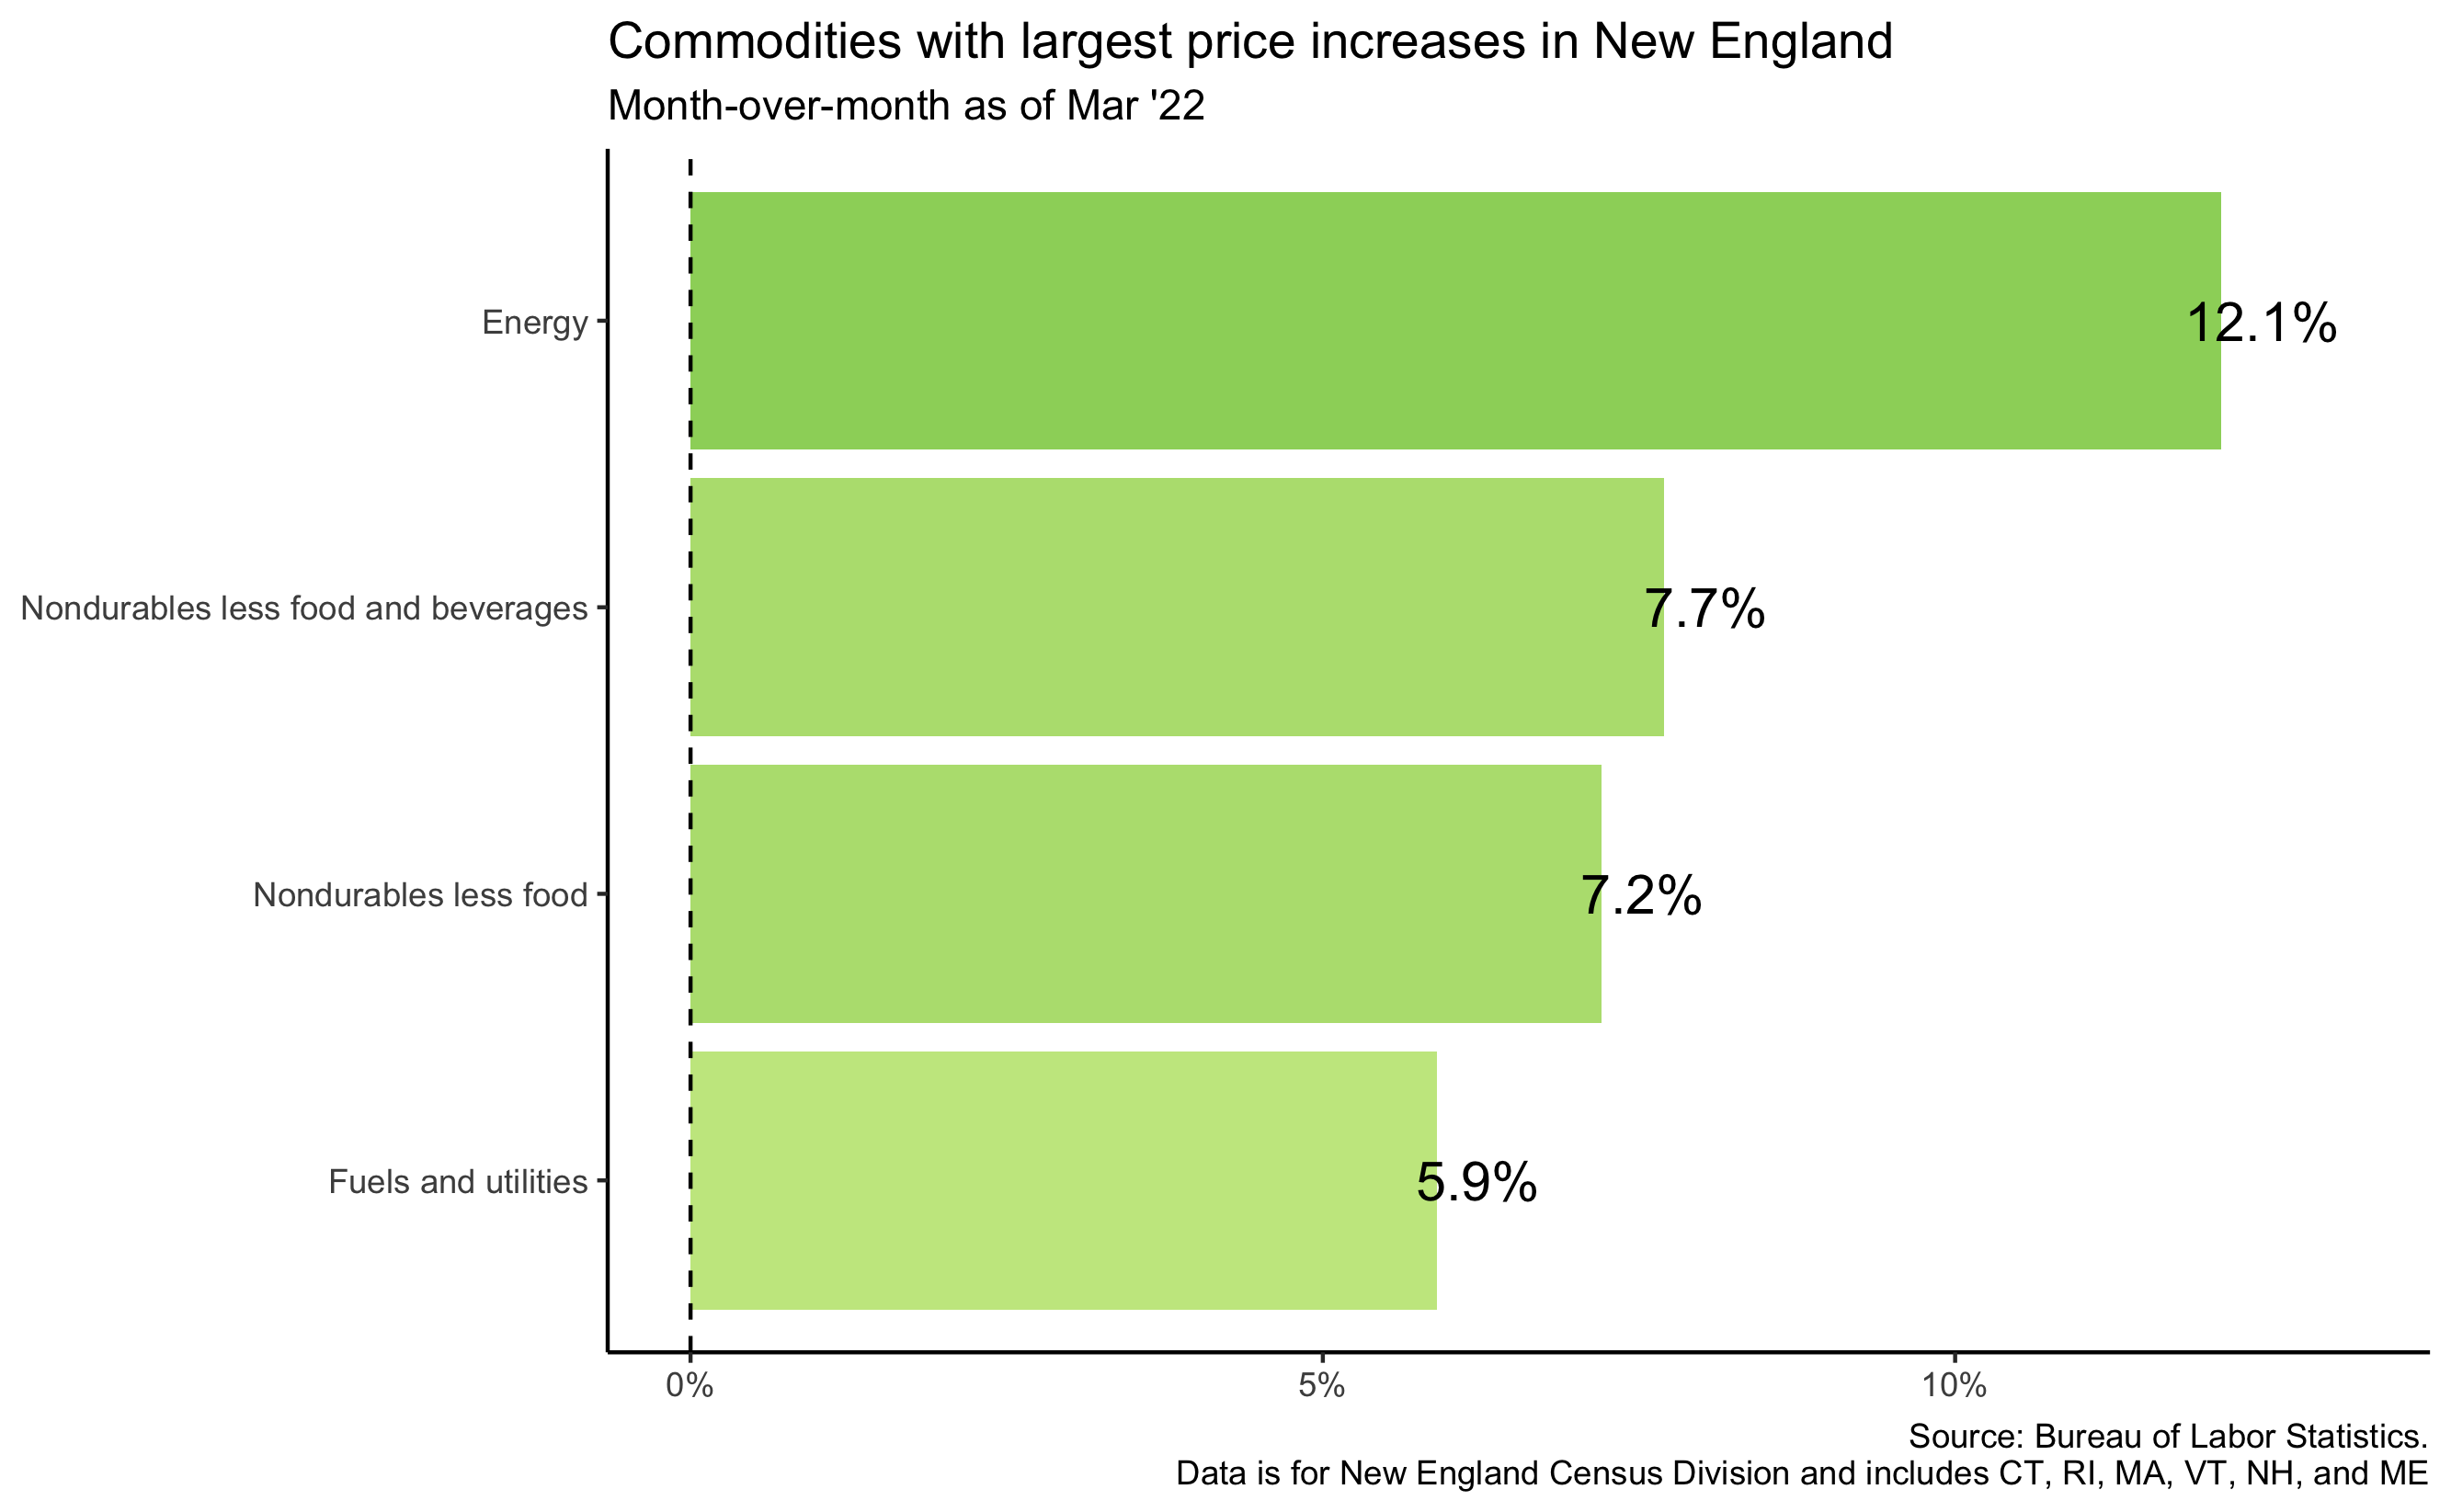 Commodities with largest price increases in New England
Month-over-month as of Mar '22
Energy
12.1%
Nondurables less food and beverages
7.7%
Nondurables less food
7.2%
Fuels and utilities
5.9%
0%
5%
10%
Source: Bureau of Labor Statistics.
Data is for New England Census Division and includes CT, RI, MA, VT, NH, and ME